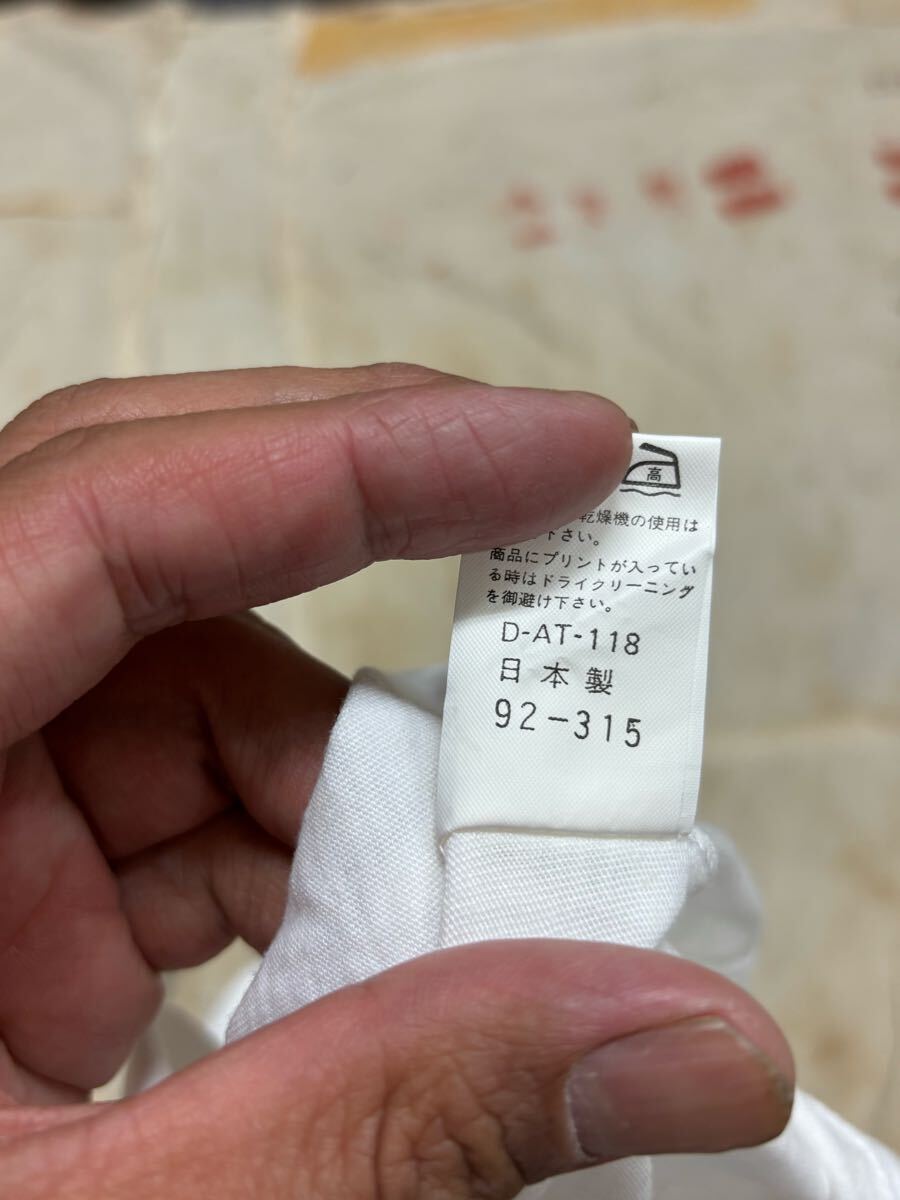 高
乾燥機の使用は
下さい。
商品にプリントが入ってい
る時はドライクリーニング
を御避け下さい。
D-AT-118
日本製
92-315